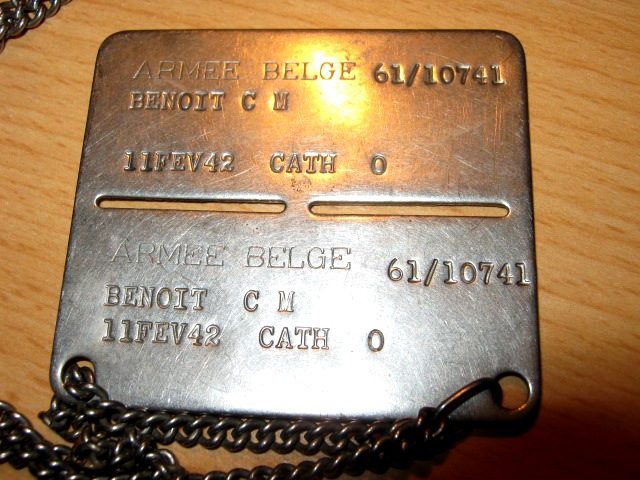 ARMEE BELGE 61/10741
BENOIT C M
11FEV42 CATH O
ARMEE BELGE 61/10741
BENOIT C M
11FEV42 CATH O